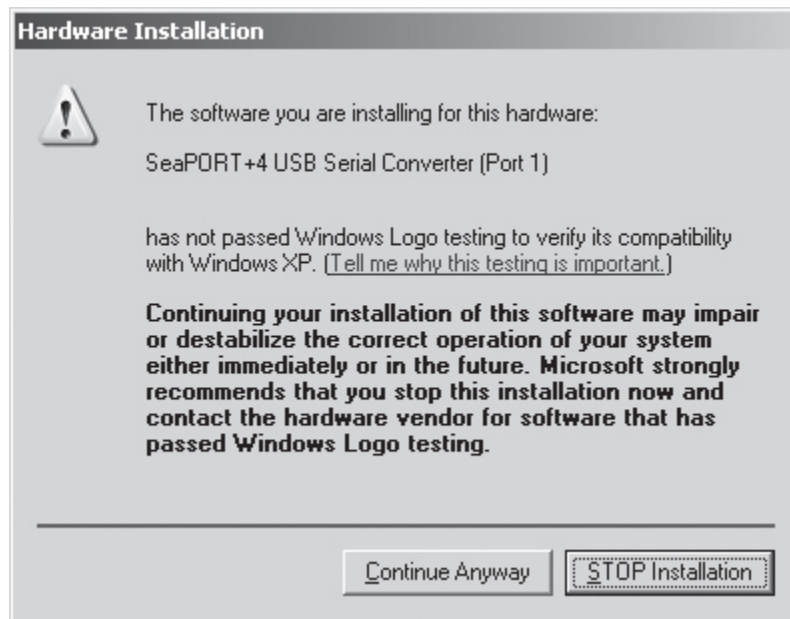 Hardware Installation
The software you are installing for this hardware:
SeaPORT+4 USB Serial Converter (Port 1)
has not passed Windows Logo testing to verify its compatibility
with Windows XP. (Tell me why this testing is important.)
Continuing your installation of this software may impair
or destabilize the correct operation of your system
either immediately or in the future. Microsoft strongly
recommends that you stop this installation now and
contact the hardware vendor for software that has
passed Windows Logo testing.
Continue Anyway
STOP Installation